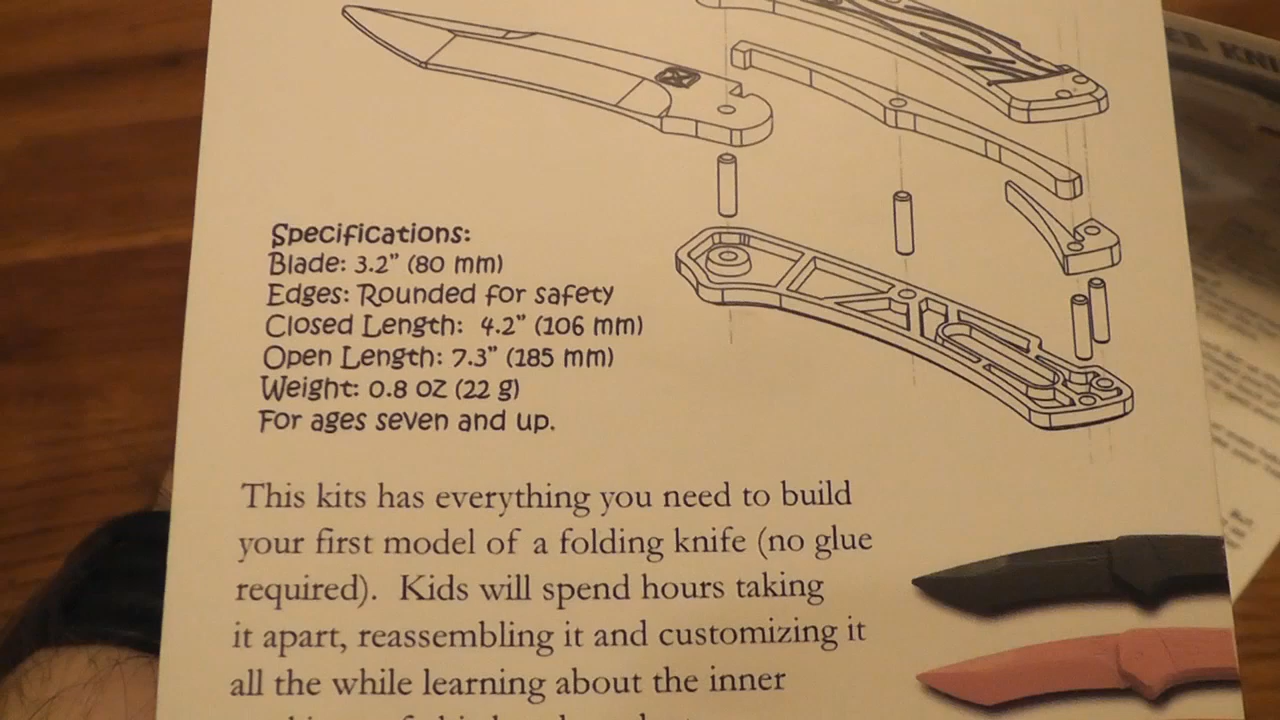 Specifications:
Blade: 3.2" (80 mm)
Edges: Rounded for safety
Closed Length: 4.2" (106 mm)
Open Length: 7.3" (185 mm)
Weight: 0.8 oz (22 g)
For ages seven and up.
This kits has everything you need to build
your first model of a folding knife (no glue
required). Kids will spend hours taking
it apart, reassembling it and customizing it
all the while learning about the inner